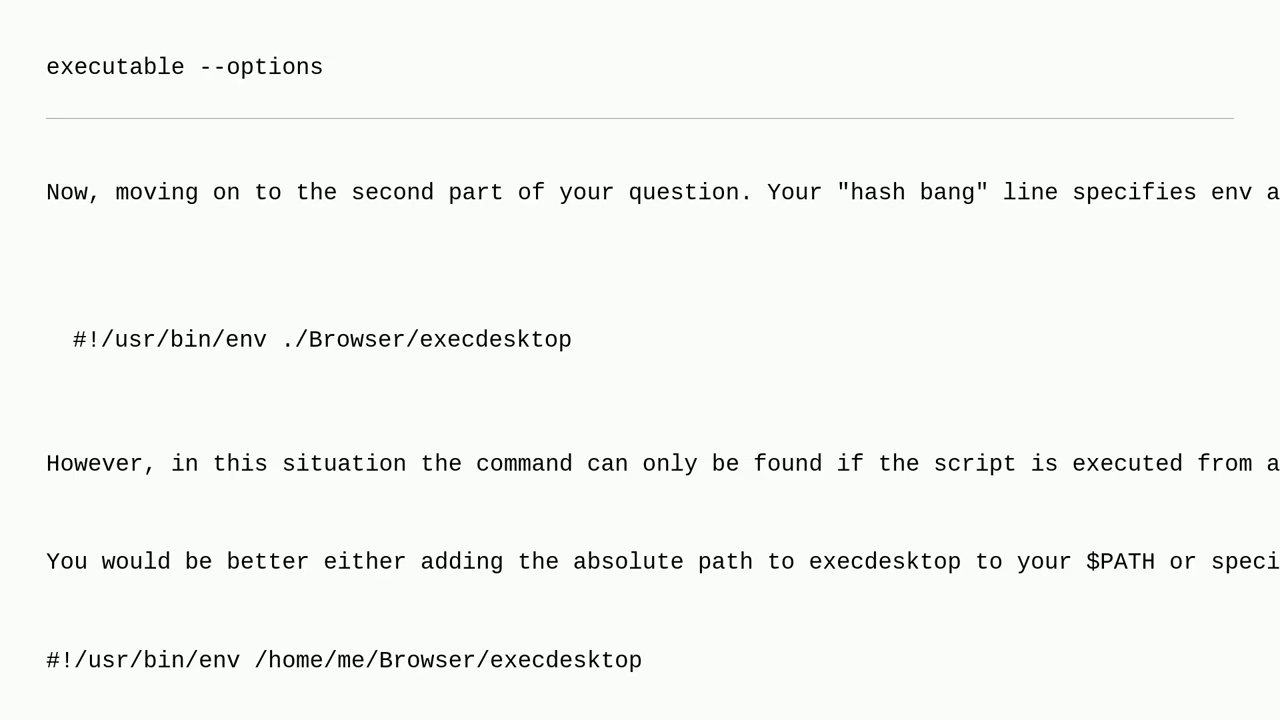 executable --options
Now, moving on to the second part of your question. Your "hash bang" line specifies env a
#!/usr/bin/env ./Browser/execdesktop
However, in this situation the command can only be found if the script is executed from a
You would be better either adding the absolute path to execdesktop to your $PATH or speci
#!/usr/bin/env /home/me/Browser/execdesktop